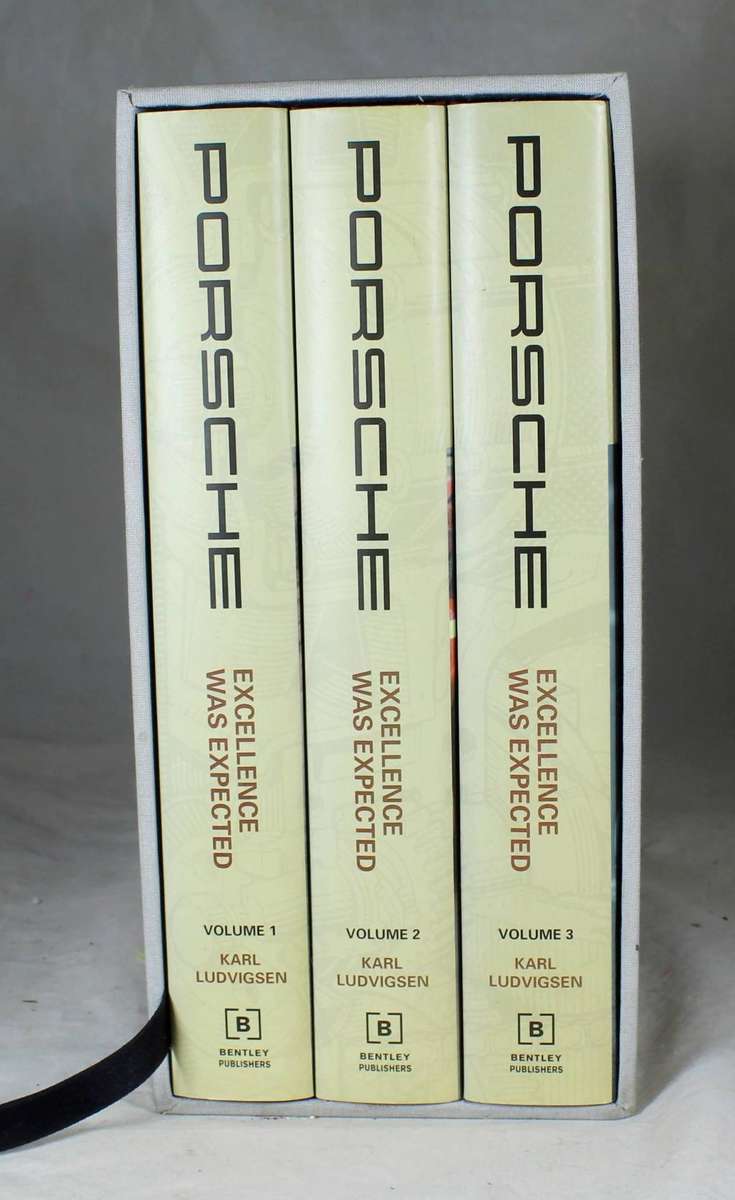 PORSCHE
EXCELLENCE
WAS EXPECTED
VOLUME 1
KARL
LUDVIGSEN
B
BENTLEY
PUBLISHERS
PORSCHE
EXCELLENCE
WAS EXPECTED
VOLUME 2
KARL
LUDVIGSEN
B
BENTLEY
PUBLISHERS
PORSCHE
EXCELLENCE
WAS EXPECTED
VOLUME 3
KARL
LUDVIGSEN
B
BENTLEY
PUBLISHERS